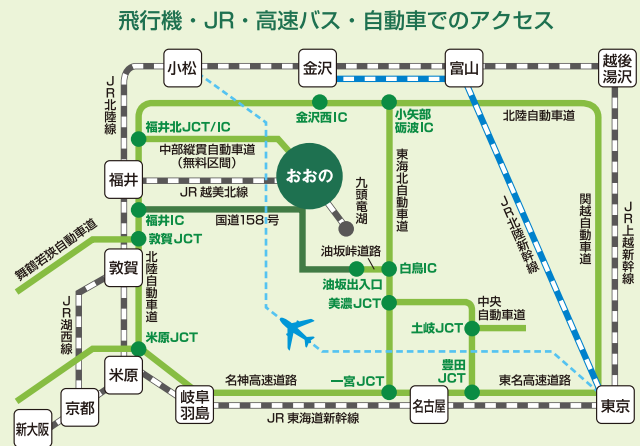 飛行機・JR・高速バス・自動車でのアクセス
小松
金沢
富山
越後
湯沢
JR北陸線
金沢西IC
小矢部
砺波IC
北陸自動車道
福井北JCT/IC
中部縦貫自動車道
(無料区間)
おおの
福井
JR越美北線
九頭竜湖
東海北自動車道
関越自動車道
JR上越新幹線
JR北陸新幹線
福井IC
国道158号
舞鶴若狭自動車道
敦賀JCT
敦賀
北陸自動車道
油坂峠道路
油坂出入口
白鳥IC
JR湖西線
美濃JCT
中央
自動車道
土岐JCT
米原JCT
米原
豊田
JCT
名神高速道路
一宮JCT
東名高速道路
京都
岐阜
羽島
名古屋
東京
新大阪
JR東海道新幹線